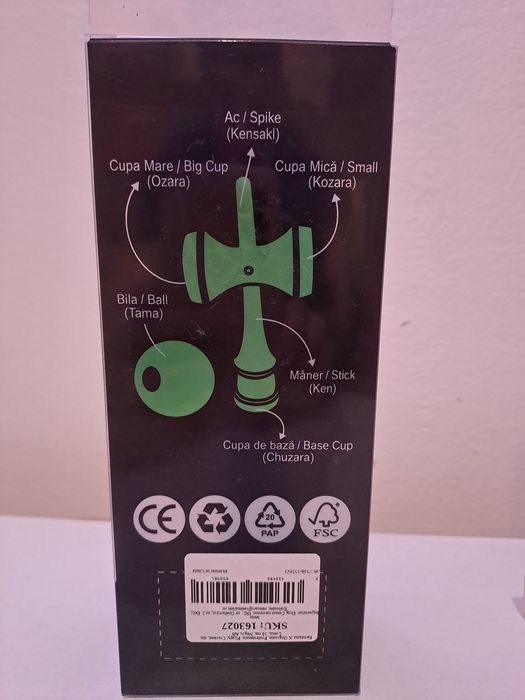 Ac / Spike
(Kensakl)
Cupa Mare / Big Cup
(Ozara)
Cupa Mică / Small
(Kozara)
Bila / Ball
(Tama)
Mâner / Stick
(Ken)
Cupa de bază / Base Cup
(Chuzara)
CE
20
PAP
FSC
SKU: 163027